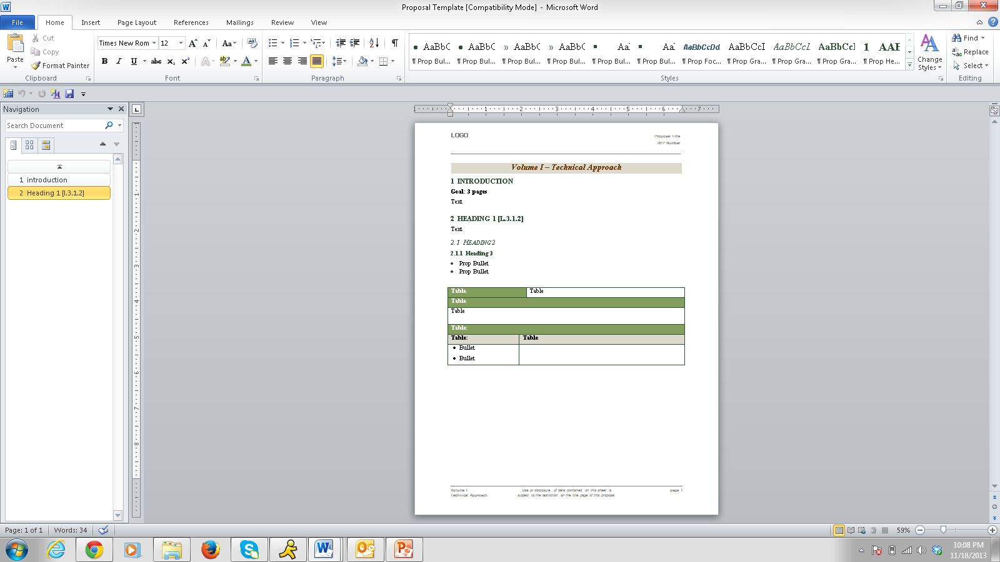 Proposal Template [Compatibility Mode] - Microsoft Word
File Home Insert Page Layout References Mailings Review View
Paste
Cut
Copy
Format Painter
Clipboard
Times New Rom 12
Font
Paragraph
AaBbC AaBbC AaBbC AaBbC AaI AaI AaBbCcDd. AaBbCcI AaBbCcL AaBbCcI 1 AAB
¶ Prop Bul... ¶ Prop Bul... ¶ Prop Bul... ¶ Prop Bul... ¶ Prop Bul... ¶ Prop Bul... ¶ Prop Foc... ¶ Prop Gra... ¶ Prop Gra... ¶ Prop Gra... ¶ Prop He...
Styles
Change
Styles
Find
Replace
Select
Editing
Navigation
Search Document
1 introduction
2 Heading 1 [l.3.1.2]
LOGO
Proposal Title
RFP Number
Volume I – Technical Approach
1 INTRODUCTION
Goal: 3 pages
Text
2 HEADING 1 [L.3.1.2]
Text
2.1 HEADING 2
2.1.1 Heading 3
• Prop Bullet
• Prop Bullet
Table Table
Table
Table
Table:
Table: Table
• Bullet
• Bullet
Volume I
Technical Approach
Use or disclosure of data contained on this sheet is
subject to the restriction on the title page of this proposal
page 1
Page: 1 of 1 Words: 34
59%
10:08 PM
11/18/2013